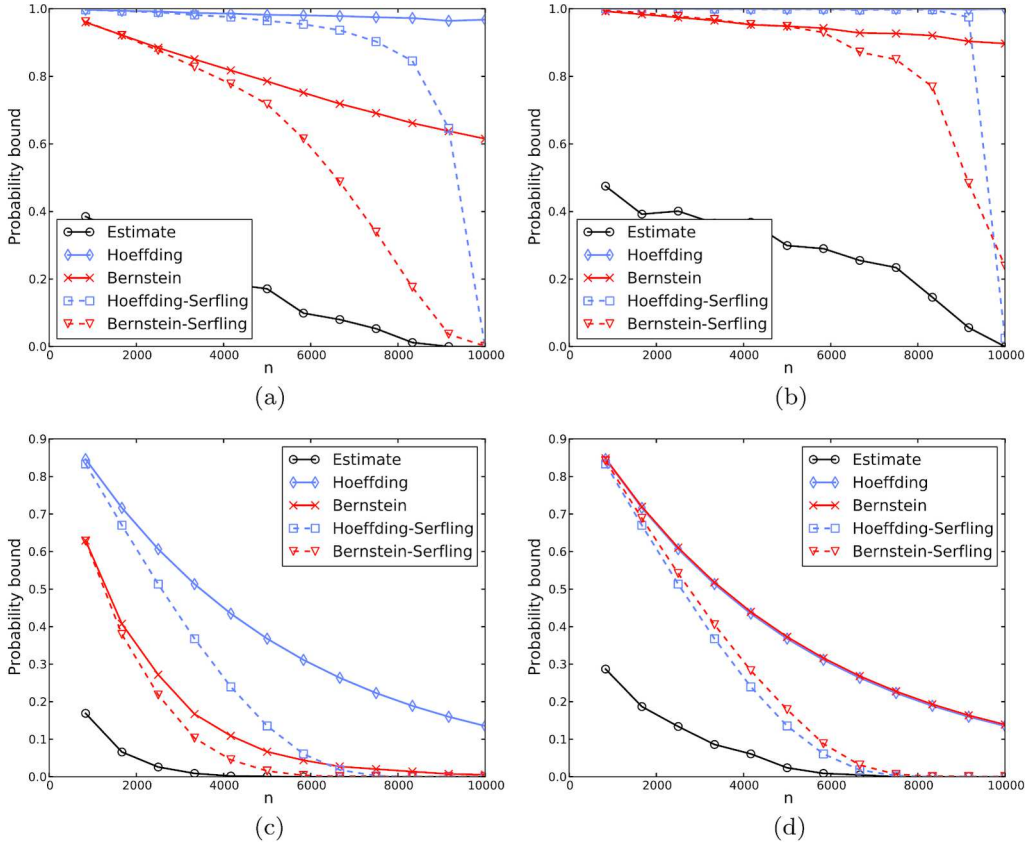 1.0
0.8
0.6
0.4
0.2
0.0
Probability bound
Estimate
Hoeffding
Bernstein
Hoeffding-Serfling
Bernstein-Serfling
2000 4000 6000 8000 10000
n
(a)
1.0
0.8
0.6
0.4
0.2
0.0
Probability bound
Estimate
Hoeffding
Bernstein
Hoeffding-Serfling
Bernstein-Serfling
2000 4000 6000 8000 10000
n
(b)
0.9
0.8
0.7
0.6
0.5
0.4
0.3
0.2
0.1
0.0
Probability bound
Estimate
Hoeffding
Bernstein
Hoeffding-Serfling
Bernstein-Serfling
2000 4000 6000 8000 10000
n
(c)
0.9
0.8
0.7
0.6
0.5
0.4
0.3
0.2
0.1
0.0
Probability bound
Estimate
Hoeffding
Bernstein
Hoeffding-Serfling
Bernstein-Serfling
2000 4000 6000 8000 10000
n
(d)